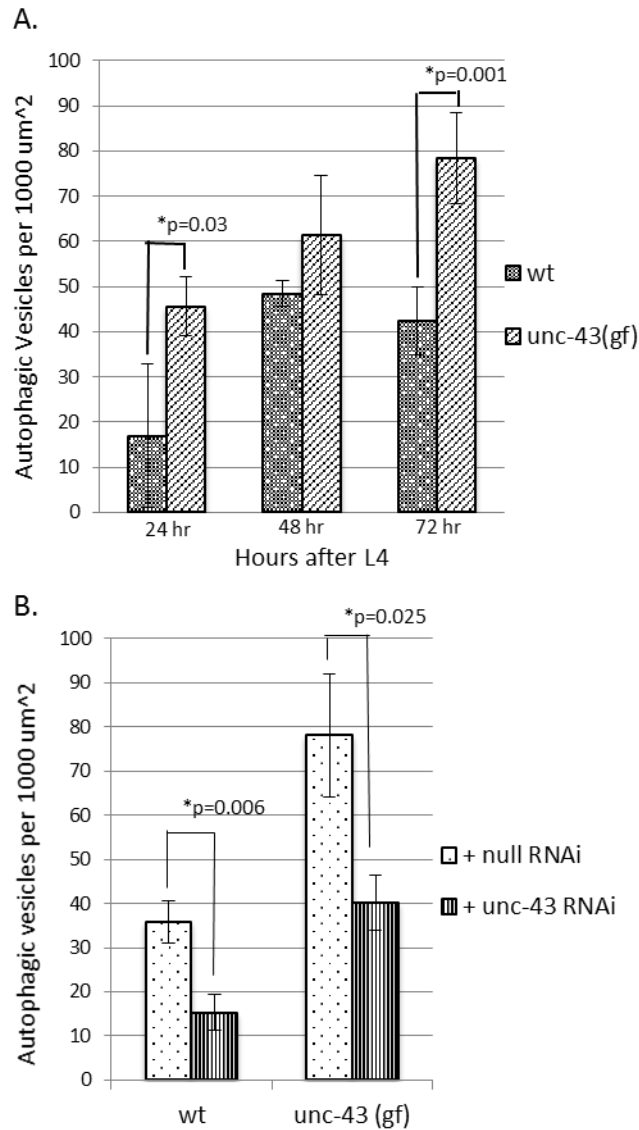 A.
Autophagic Vesicles per 1000 um^2
100
90
80
70
60
50
40
30
20
10
0
*p=0.03
*p=0.001
24 hr
48 hr
72 hr
Hours after L4
wt
unc-43(gf)
B.
Autophagic vesicles per 1000 um^2
100
90
80
70
60
50
40
30
20
10
0
*p=0.006
*p=0.025
wt
unc-43 (gf)
+ null RNAi
+ unc-43 RNAi